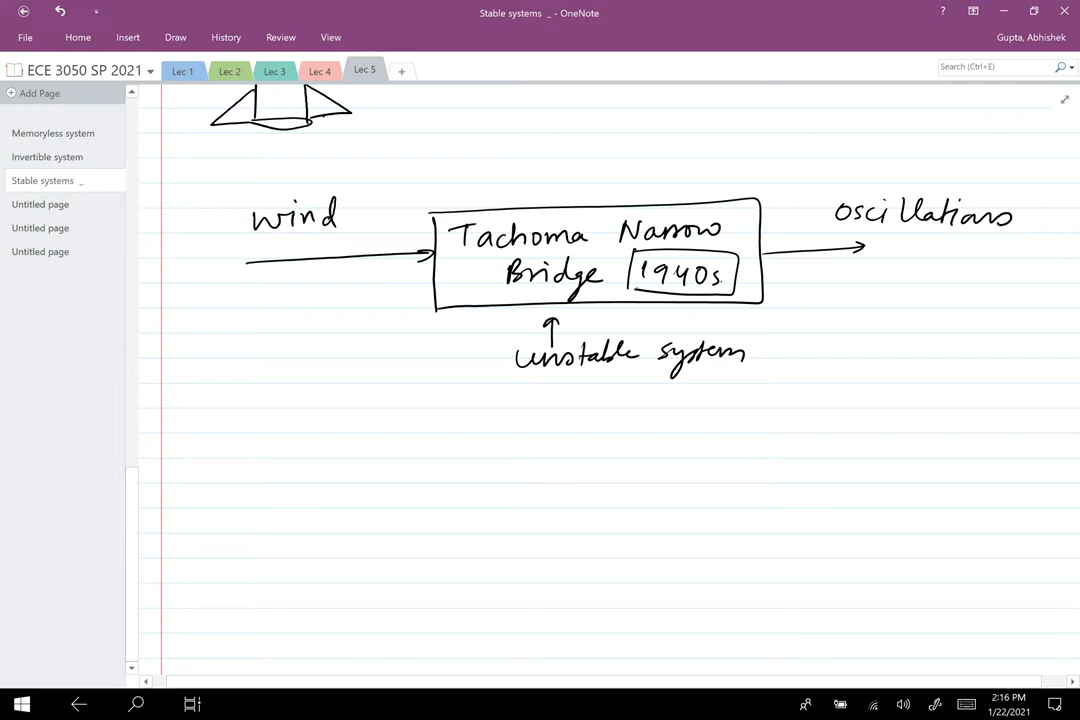 Stable systems _ - OneNote
?
File Home Insert Draw History Review View
Gupta, Abhishek
ECE 3050 SP 2021
Lec 1 Lec 2 Lec 3 Lec 4 Lec 5 +
Search (Ctrl+E)
Add Page
Memoryless system
Invertible system
Stable systems _
Untitled page
Untitled page
Untitled page
wind
Tachoma Narrow
Bridge 1940s.
oscillations
unstable system
2:16 PM
1/22/2021